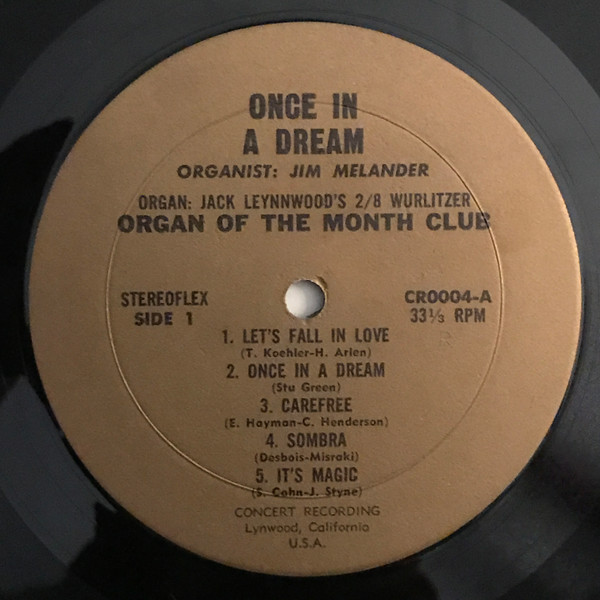 ONCE IN
A DREAM
ORGANIST: JIM MELANDER
ORGAN: JACK LEYNNWOOD'S 2/8 WURLITZER
ORGAN OF THE MONTH CLUB
STEREOFLEX
SIDE 1
CR0004-A
33⅓ RPM
1. LET'S FALL IN LOVE
(T. Koehler-H. Arlen)
2. ONCE IN A DREAM
(Stu Green)
3. CAREFREE
(E. Hayman-C. Henderson)
4. SOMBRA
(Desbois-Misraki)
5. IT'S MAGIC
(S. Cahn-J. Styne)
CONCERT RECORDING
Lynwood, California
U.S.A.